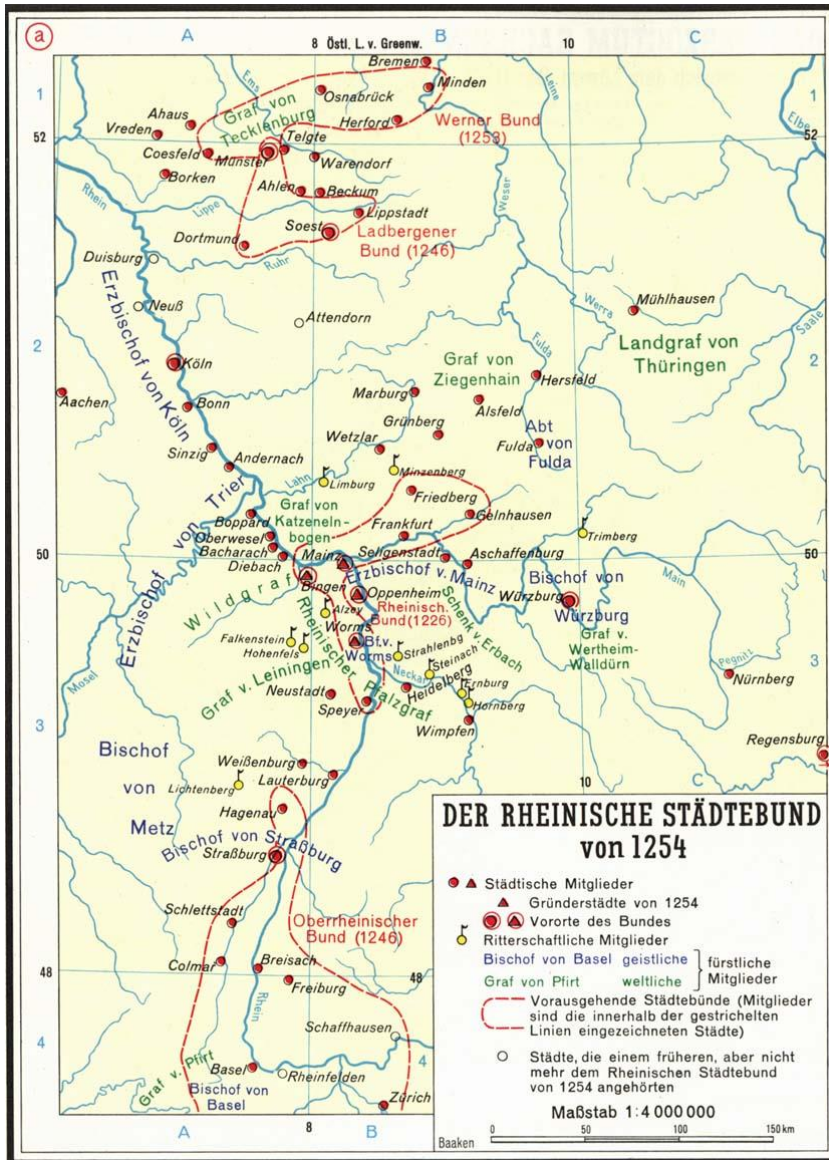 a
A
8 Östl. L. v. Greenw.
B
10
C
Bremen
Ems
Leine
1
Osnabrück
Minden
1
Ahaus
Graf von
Tecklenburg
Herford
Werner Bund
(1253)
Elbe
52
Vreden
Telgte
52
Coesfeld
Münster
Warendorf
Borken
Ahlen
Beckum
Weser
Rhein
Lippe
Lippstadt
Soest
Ladbergener
Bund (1246)
Dortmund
Duisburg
Ruhr
Neuß
Attendorn
Werra
Mühlhausen
Saale
Erzbischof von Köln
Fulda
2
Köln
Graf von
Ziegenhain
Landgraf von
Thüringen
2
Hersfeld
Aachen
Marburg
Alsfeld
Bonn
Grünberg
Abt
von
Fulda
Wetzlar
Fulda
Sinzig
Andernach
Minzenberg
Lahn
Limburg
Friedberg
Erzbischof von Trier
Graf von
Katzeneln-
bogen
Gelnhausen
Boppard
Frankfurt
Trimberg
Oberwesel
50
Bacharach
Mainz
Seligenstadt
Aschaffenburg
50
Diebach
Erzbischof v. Mainz
Main
Wildgraf
Bingen
Oppenheim
Bischof von
Würzburg
Würzburg
Alzey
Rheinisch.
Bund (1226)
Schenk v. Erbach
Worms
Graf v.
Wertheim-
Walldürn
Falkenstein
Hohenfels
Bf.v.
Worms
Strahlenbg
Steinach
Pegnitz
Mosel
Rheinischer Pfalzgraf
Neckar
Ernburg
3
Graf v. Leiningen
Heidelberg
Hornberg
Nürnberg
Neustadt
3
Speyer
Wimpfen
Regensburg
Bischof
von
Metz
Weißenburg
Lauterburg
10
C
Lichtenberg
Hagenau
Bischof von Straßburg
Straßburg
Schlettstadt
Oberrheinischer
Bund (1246)
Colmar
Breisach
48
48
Freiburg
Rhein
Schaffhausen
4
4
Graf v. Pfirt
Basel
Rheinfelden
Bischof von
Basel
Zürich
A
8
B
DER RHEINISCHE STÄDTEBUND
von 1254
Städtische Mitglieder
Gründerstädte von 1254
Vororte des Bundes
Ritterschaftliche Mitglieder
Bischof von Basel geistliche
Graf von Pfirt weltliche
fürstliche
Mitglieder
Vorausgehende Städtebünde (Mitglieder
sind die innerhalb der gestrichelten
Linien eingezeichneten Städte)
Städte, die einem früheren, aber nicht
mehr dem Rheinischen Städtebund
von 1254 angehörten
Maßstab 1:4 000 000
Baaken
0 50 100 150 km